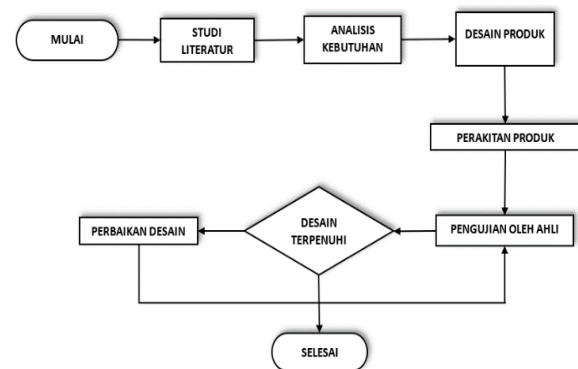 MULAI
STUDI
LITERATUR
ANALISIS
KEBUTUHAN
DESAIN PRODUK
PERAKITAN PRODUK
PENGUJIAN OLEH AHLI
DESAIN
TERPENUHI
PERBAIKAN DESAIN
SELESAI